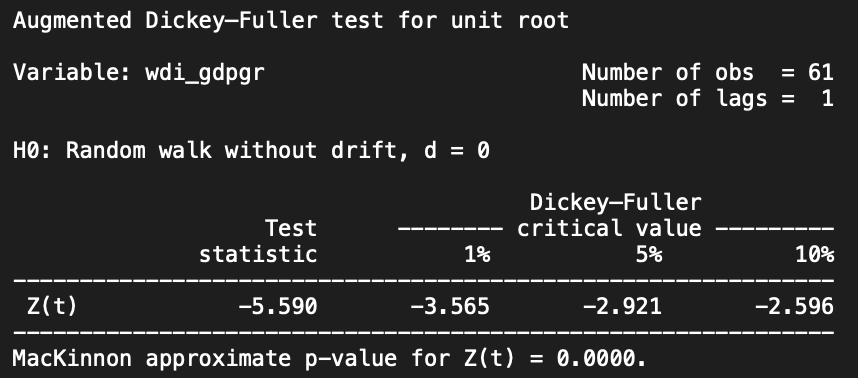 Augmented Dickey–Fuller test for unit root
Variable: wdi_gdpgr Number of obs = 61
Number of lags = 1
H0: Random walk without drift, d = 0
Dickey–Fuller
Test -------- critical value ---------
statistic 1% 5% 10%
Z(t) -5.590 -3.565 -2.921 -2.596
MacKinnon approximate p-value for Z(t) = 0.0000.